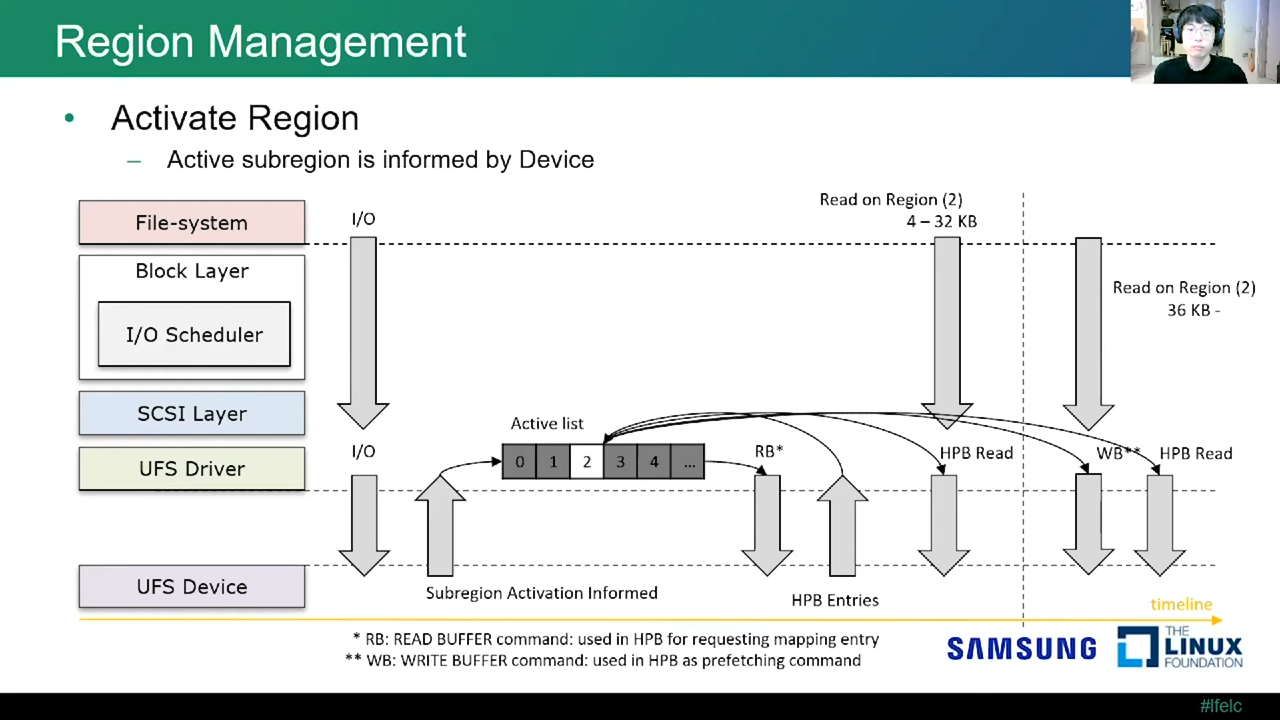 Region Management
• Activate Region
– Active subregion is informed by Device
File-system
Block Layer
I/O Scheduler
SCSI Layer
UFS Driver
UFS Device
I/O
I/O
Active list
0 1 2 3 4 ...
Subregion Activation Informed
RB*
HPB Entries
Read on Region (2)
4 – 32 KB
HPB Read
Read on Region (2)
36 KB -
WB**
HPB Read
timeline
* RB: READ BUFFER command: used in HPB for requesting mapping entry
** WB: WRITE BUFFER command: used in HPB as prefetching command
SAMSUNG
THE
LINUX
FOUNDATION
#lfelc